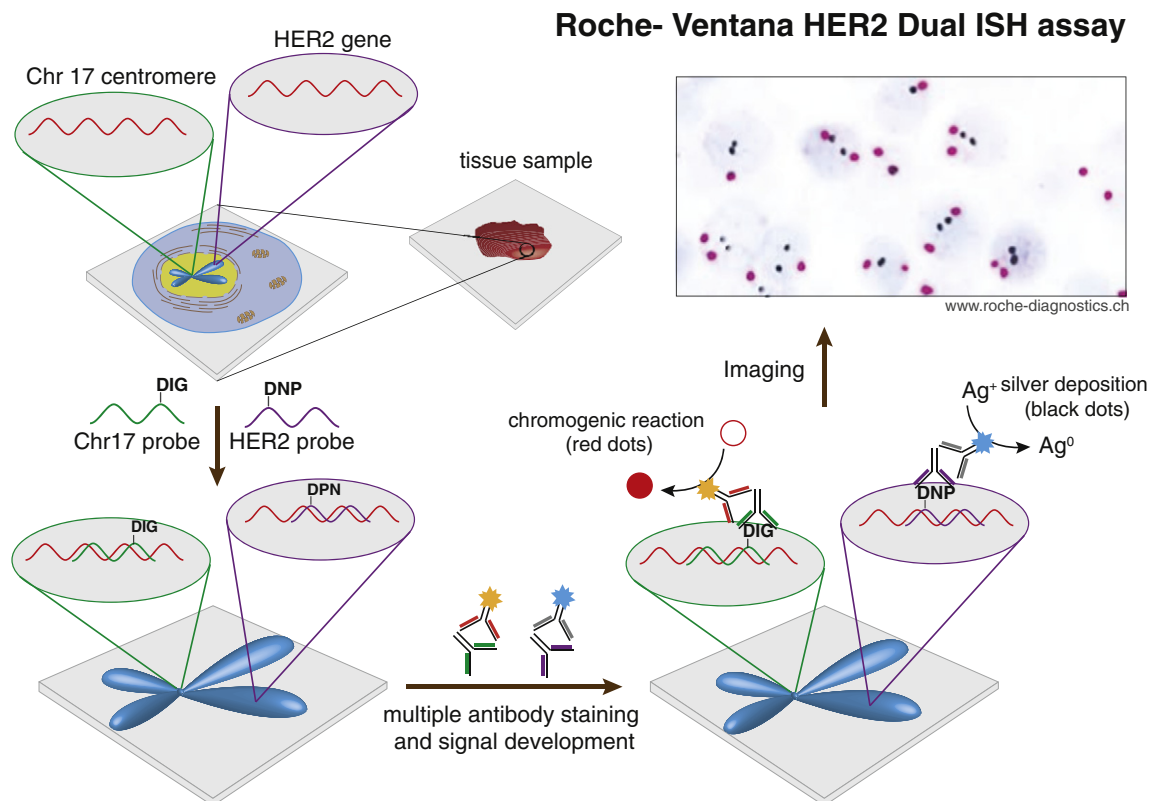 Roche- Ventana HER2 Dual ISH assay
HER2 gene
Chr 17 centromere
tissue sample
www.roche-diagnostics.ch
DIG
Chr17 probe
DNP
HER2 probe
DIG
DPN
multiple antibody staining
and signal development
chromogenic reaction
(red dots)
DIG
DNP
Ag⁺
silver deposition
(black dots)
Ag⁰
Imaging